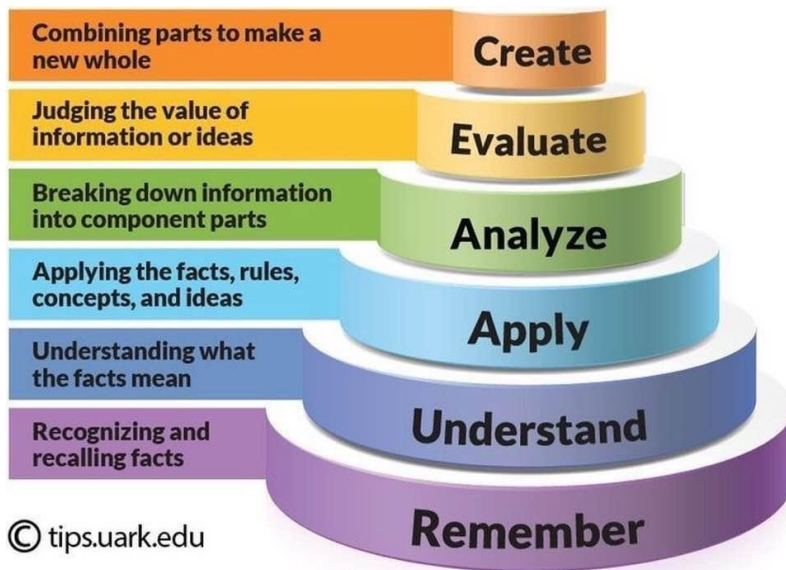 Combining parts to make a
new whole
Create
Judging the value of
information or ideas
Evaluate
Breaking down information
into component parts
Analyze
Applying the facts, rules,
concepts, and ideas
Apply
Understanding what
the facts mean
Understand
Recognizing and
recalling facts
Remember
© tips.uark.edu